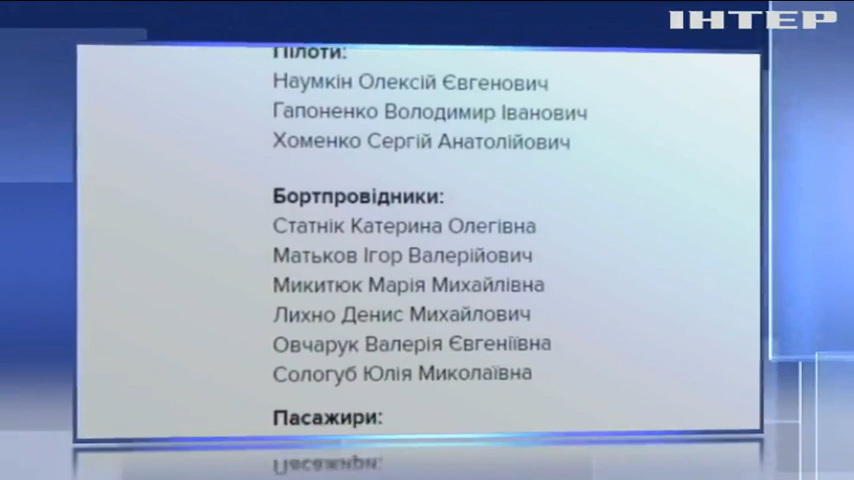 ІНТЕР
Пілоти:
Наумкін Олексій Євгенович
Гапоненко Володимир Іванович
Хоменко Сергій Анатолійович
Бортпровідники:
Статнік Катерина Олегівна
Матьков Ігор Валерійович
Микитюк Марія Михайлівна
Лихно Денис Михайлович
Овчарук Валерія Євгеніївна
Сологуб Юлія Миколаївна
Пасажири: